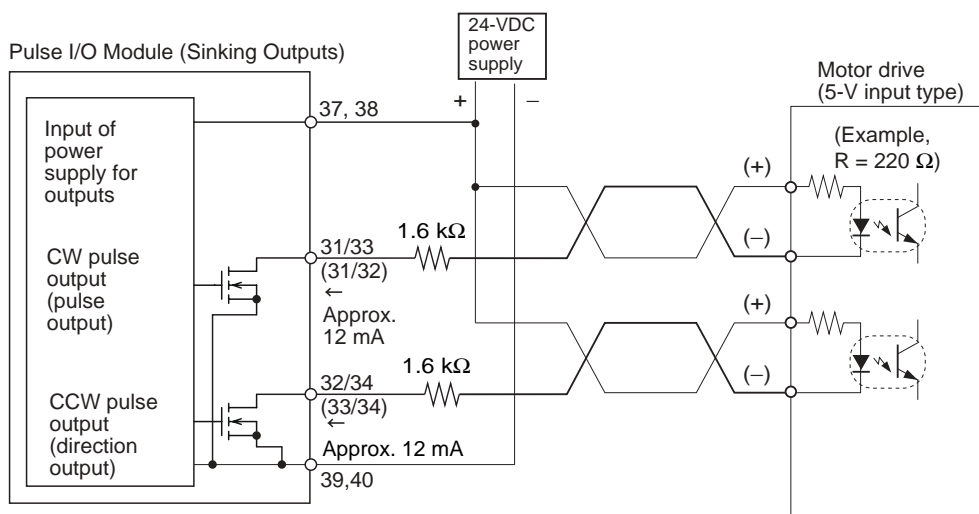 24-VDC
power
supply
Pulse I/O Module (Sinking Outputs)
+
−
37, 38
Input of
power
supply for
outputs
Motor drive
(5-V input type)
(Example,
R = 220 Ω)
(+)
(−)
1.6 kΩ
31/33
(31/32)
←
Approx.
12 mA
CW pulse
output
(pulse
output)
(+)
(−)
1.6 kΩ
32/34
(33/34)
←
Approx. 12 mA
39,40
CCW pulse
output
(direction
output)